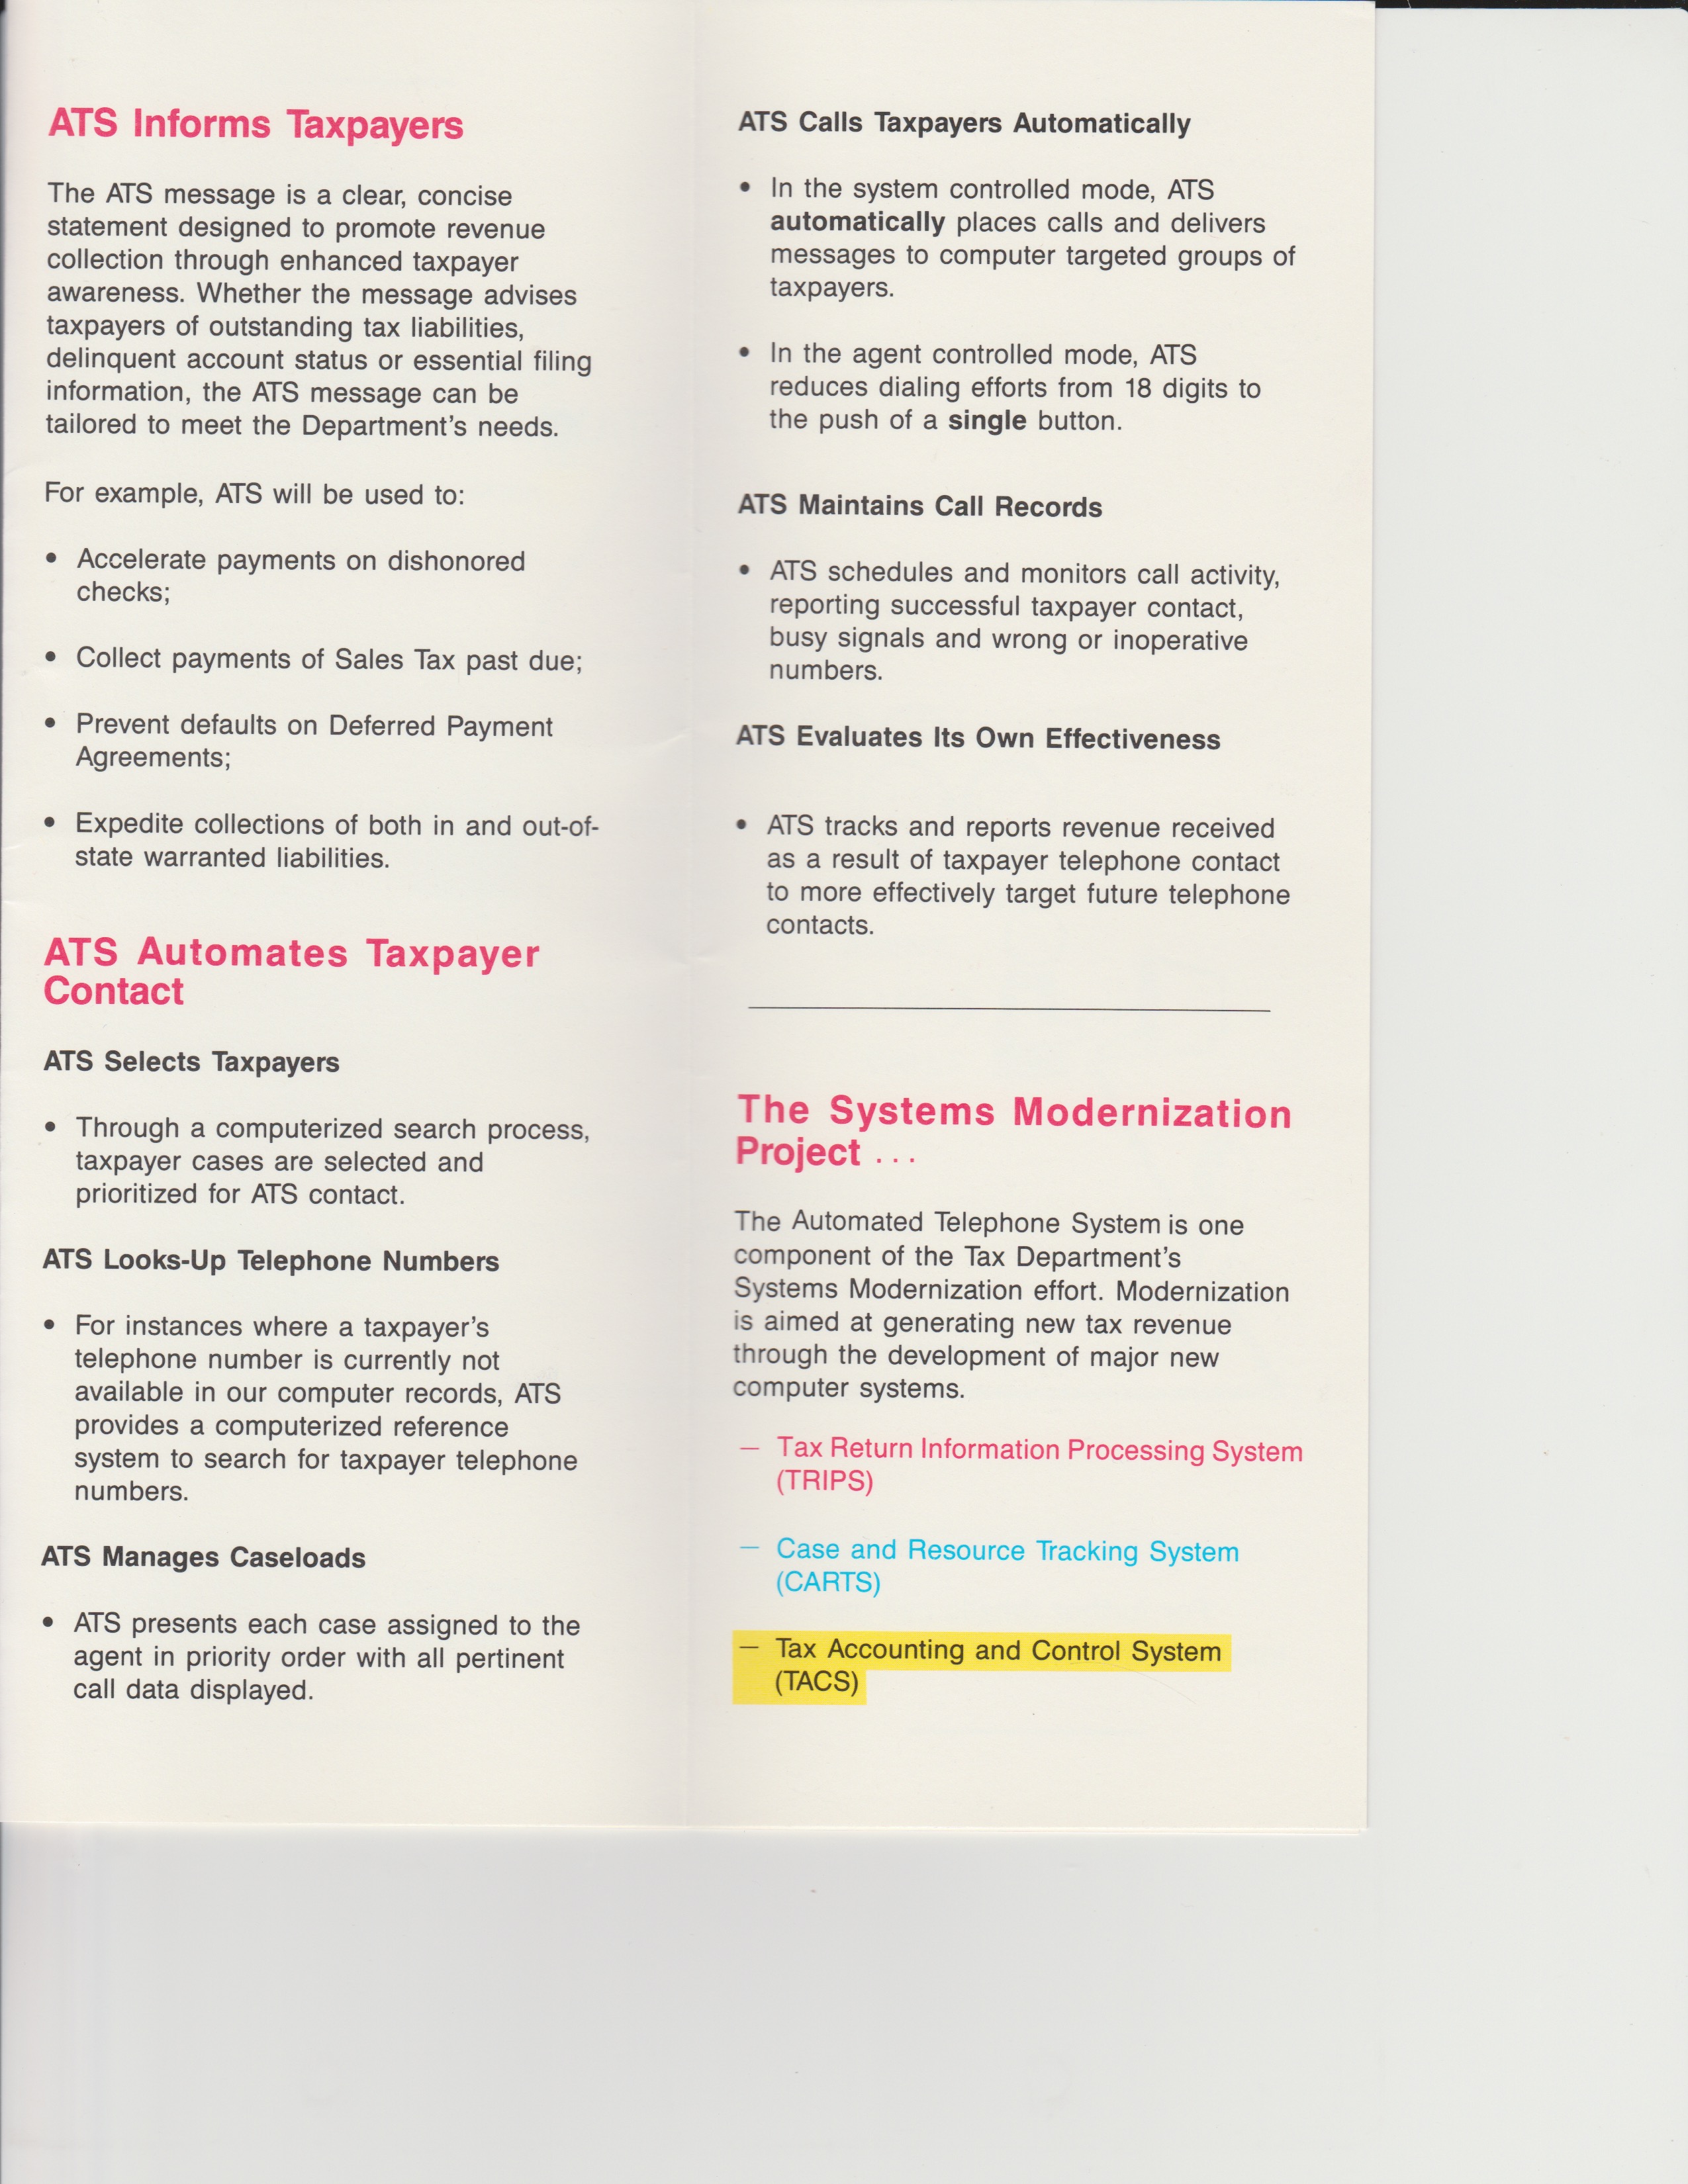 ATS Informs Taxpayers
The ATS message is a clear, concise
statement designed to promote revenue
collection through enhanced taxpayer
awareness. Whether the message advises
taxpayers of outstanding tax liabilities,
delinquent account status or essential filing
information, the ATS message can be
tailored to meet the Department's needs.
For example, ATS will be used to:
• Accelerate payments on dishonored
checks;
• Collect payments of Sales Tax past due;
• Prevent defaults on Deferred Payment
Agreements;
• Expedite collections of both in and out-of-
state warranted liabilities.
ATS Automates Taxpayer
Contact
ATS Selects Taxpayers
• Through a computerized search process,
taxpayer cases are selected and
prioritized for ATS contact.
ATS Looks-Up Telephone Numbers
• For instances where a taxpayer's
telephone number is currently not
available in our computer records, ATS
provides a computerized reference
system to search for taxpayer telephone
numbers.
ATS Manages Caseloads
• ATS presents each case assigned to the
agent in priority order with all pertinent
call data displayed.
ATS Calls Taxpayers Automatically
• In the system controlled mode, ATS
automatically places calls and delivers
messages to computer targeted groups of
taxpayers.
• In the agent controlled mode, ATS
reduces dialing efforts from 18 digits to
the push of a single button.
ATS Maintains Call Records
• ATS schedules and monitors call activity,
reporting successful taxpayer contact,
busy signals and wrong or inoperative
numbers.
ATS Evaluates Its Own Effectiveness
• ATS tracks and reports revenue received
as a result of taxpayer telephone contact
to more effectively target future telephone
contacts.
The Systems Modernization
Project ...
The Automated Telephone System is one
component of the Tax Department's
Systems Modernization effort. Modernization
is aimed at generating new tax revenue
through the development of major new
computer systems.
— Tax Return Information Processing System
(TRIPS)
— Case and Resource Tracking System
(CARTS)
— Tax Accounting and Control System
(TACS)